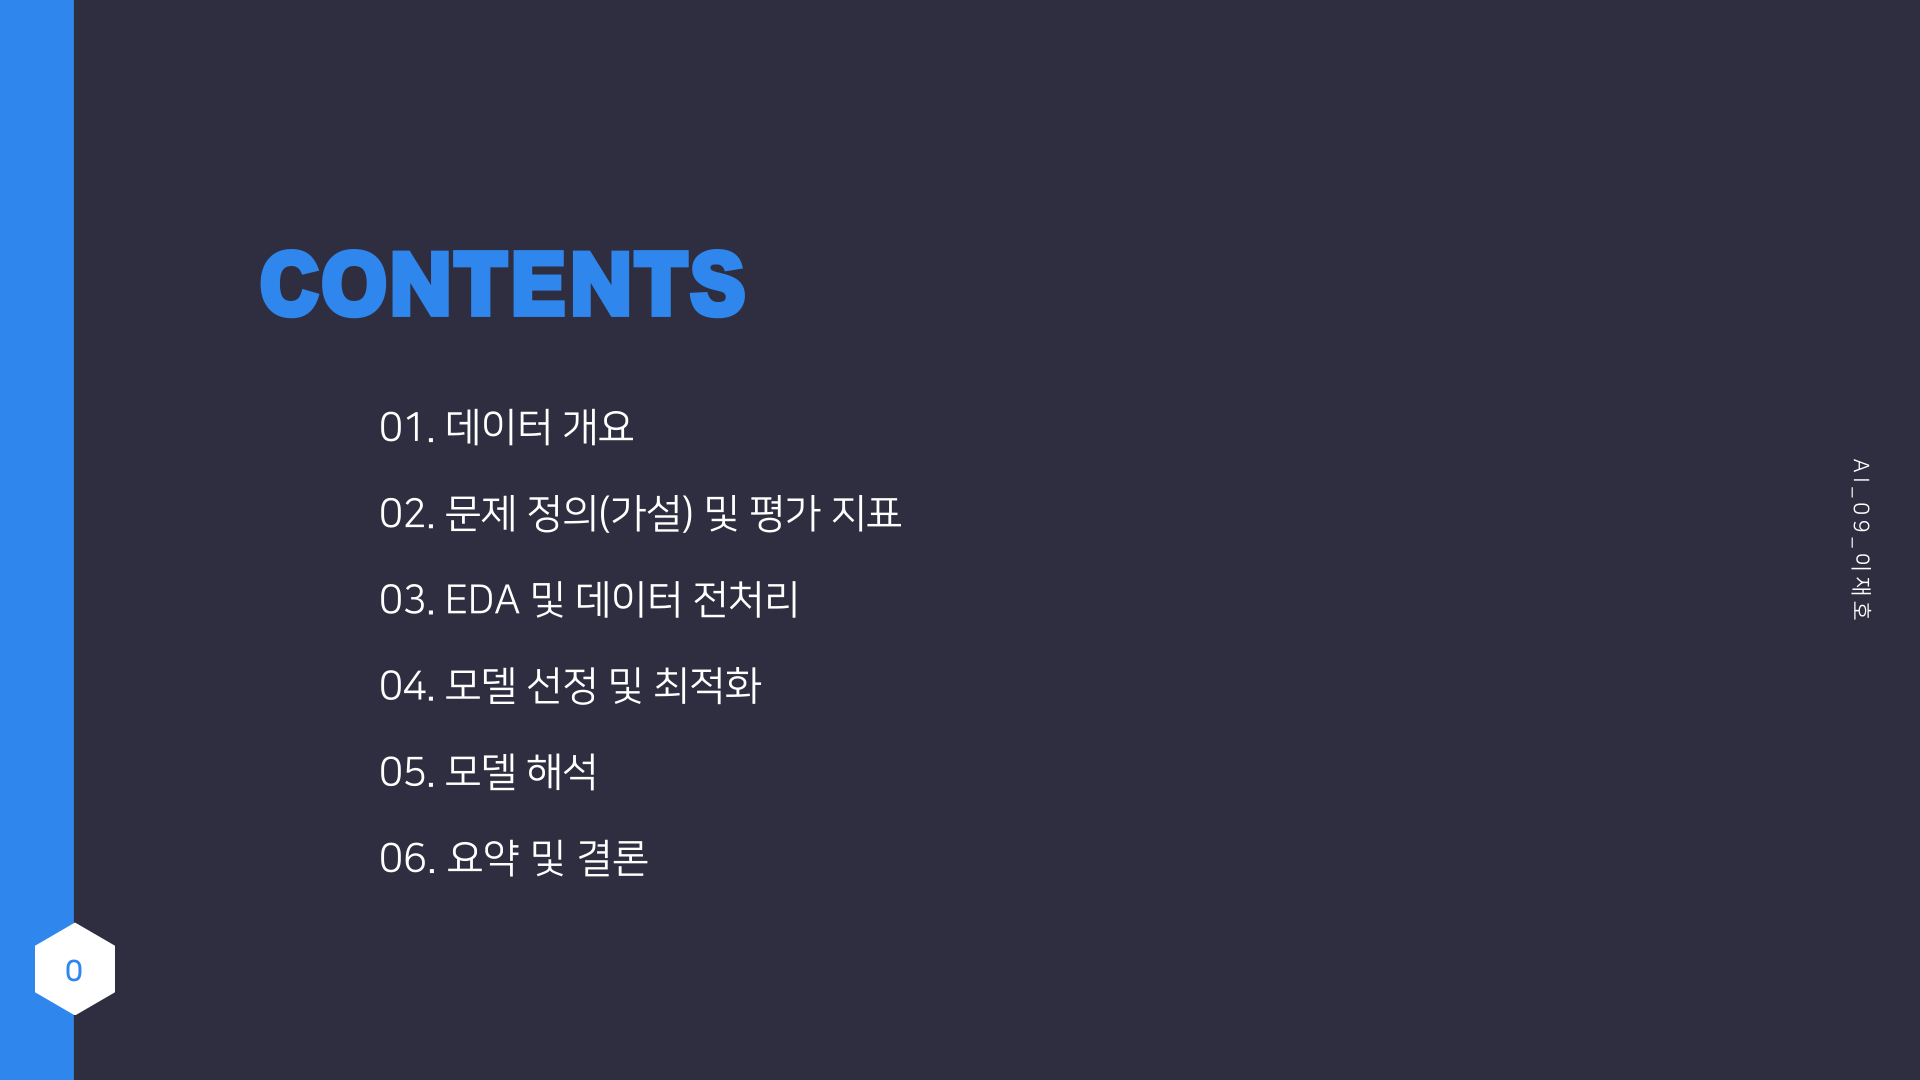 CONTENTS
01. 데이터 개요
02. 문제 정의(가설) 및 평가 지표
03. EDA 및 데이터 전처리
04. 모델 선정 및 최적화
05. 모델 해석
06. 요약 및 결론
AI_09_이재호
0